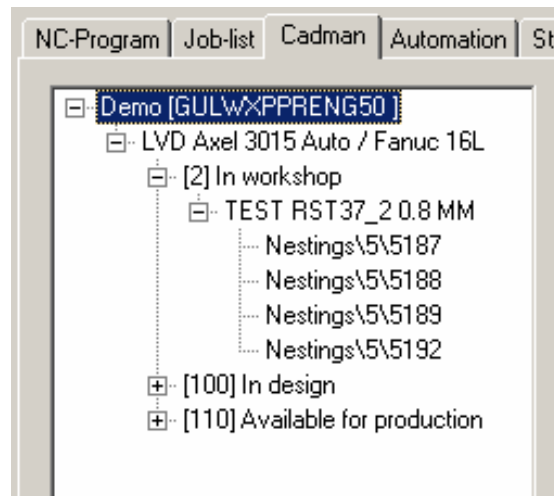 NC-Program Job-list Cadman Automation St
Demo [GULWXPPRENG50 ]
LVD Axel 3015 Auto / Fanuc 16L
[2] In workshop
TEST RST37_2 0.8 MM
Nestings\5\5187
Nestings\5\5188
Nestings\5\5189
Nestings\5\5192
[100] In design
[110] Available for production